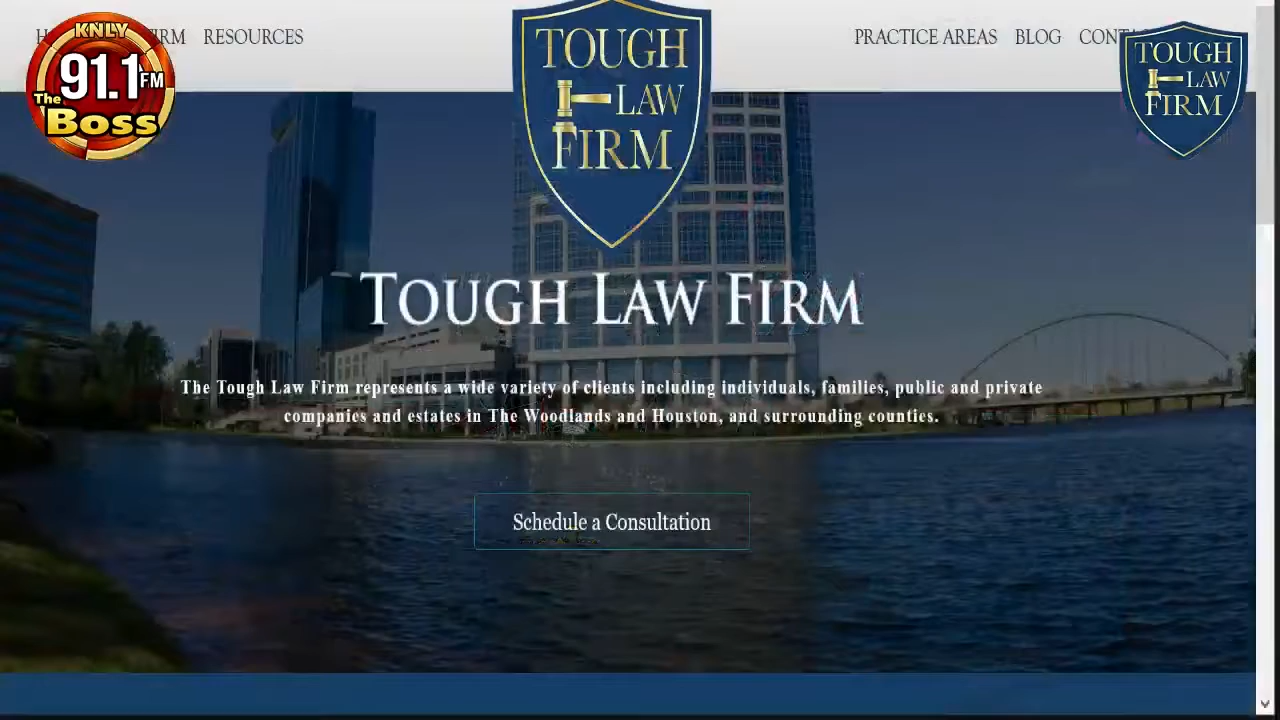 KNLY
91.1 FM
The
Boss
FIRM
RESOURCES
TOUGH
LAW
FIRM
PRACTICE AREAS
BLOG
TOUGH
LAW
FIRM
TOUGH LAW FIRM
The Tough Law Firm represents a wide variety of clients including individuals, families, public and private
companies and estates in The Woodlands and Houston, and surrounding counties.
Schedule a Consultation